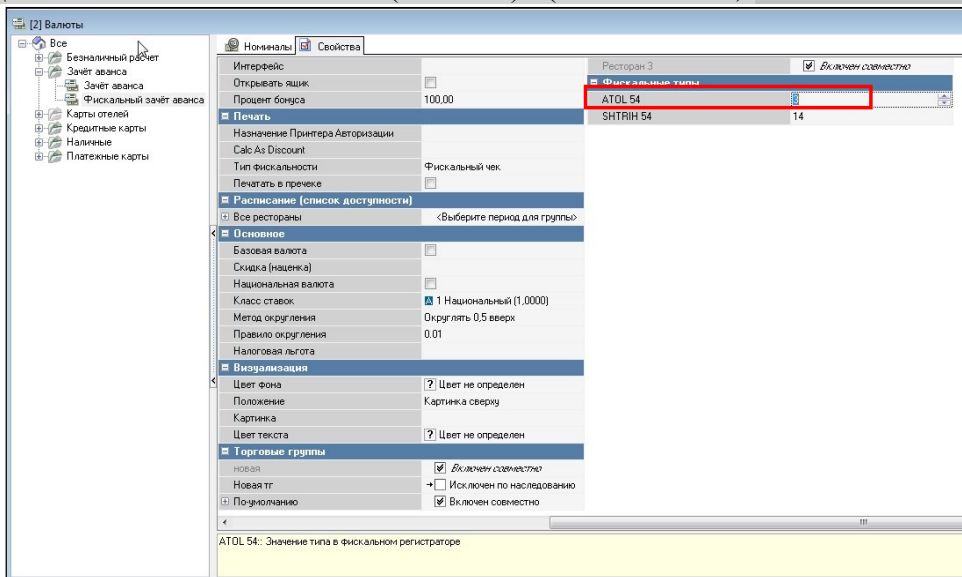 [2] Валюты
Все
Безналичный расчет
Зачёт аванса
Зачёт аванса
Фискальный зачёт аванса
Карты отелей
Кредитные карты
Наличные
Платежные карты
Номиналы Свойства
Интерфейс
Открывать ящик
Процент бонуса 100,00
Печать
Назначение Принтера Авторизации
Calc As Discount
Тип фискальности Фискальный чек
Печатать в пречеке
Расписание (список доступности)
Все рестораны <Выберите период для группы>
Основное
Базовая валюта
Скидка (наценка)
Национальная валюта
Класс ставок 1 Национальный (1,0000)
Метод округления Округлять 0,5 вверх
Правило округления 0.01
Налоговая льгота
Визуализация
Цвет фона ? Цвет не определен
Положение Картинка сверху
Картинка
Цвет текста ? Цвет не определен
Торговые группы
новая Включен совместно
Новая тг Исключен по наследованию
По-умолчанию Включен совместно
Ресторан 3 Включен совместно
Фискальные типы
ATOL 54 3
SHTRIH 54 14
ATOL 54:: Значение типа в фискальном регистраторе